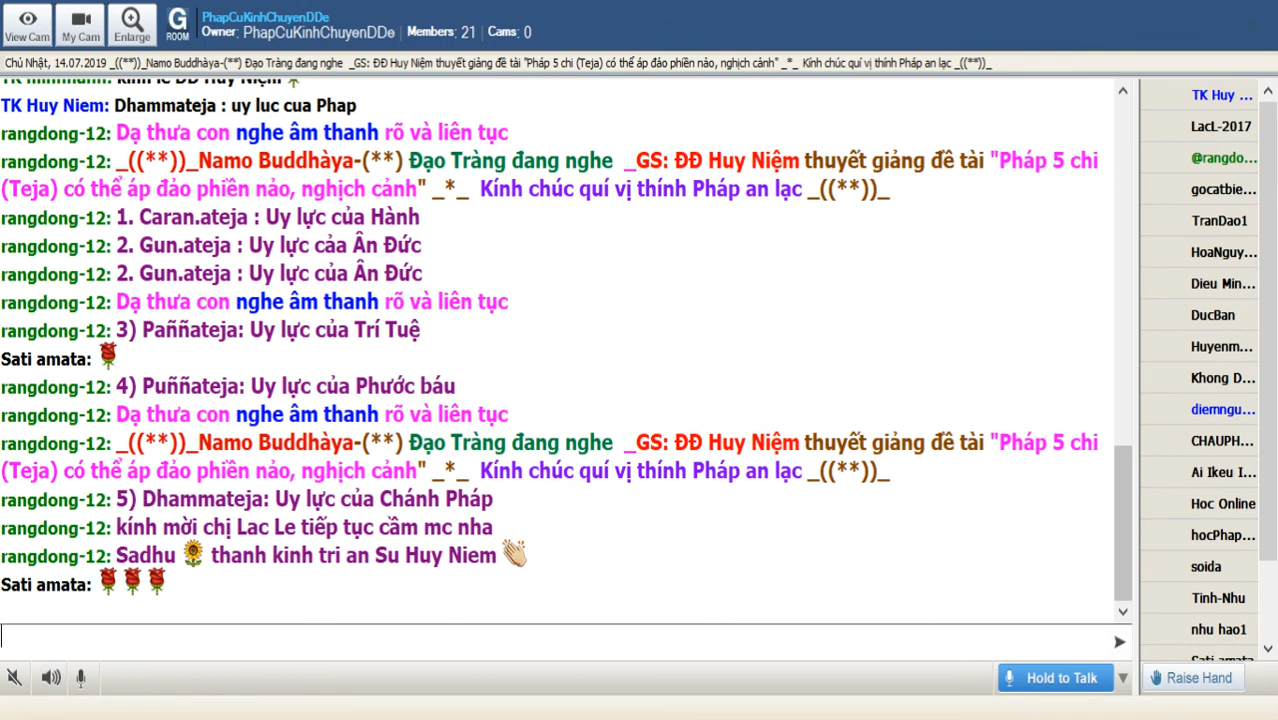 PhapCuKinhChuyenDDe
Owner: PhapCuKinhChuyenDDe Members: 21 Cams: 0
View Cam
My Cam
Enlarge
G
ROOM
Chủ Nhật, 14.07.2019 _((**))_Namo Buddhàya-(**) Đạo Tràng đang nghe _GS: ĐĐ Huy Niệm thuyết giảng đề tài "Pháp 5 chi (Teja) có thể áp đảo phiền não, nghịch cảnh" _*_ Kính chúc quí vị thính Pháp an lạc _((**))_
TK Huy Niem: Dhammateja : uy luc cua Phap
rangdong-12: Dạ thưa con nghe âm thanh rõ và liên tục
rangdong-12: _((**))_Namo Buddhàya-(**) Đạo Tràng đang nghe _GS: ĐĐ Huy Niệm thuyết giảng đề tài "Pháp 5 chi
(Teja) có thể áp đảo phiền não, nghịch cảnh" _*_ Kính chúc quí vị thính Pháp an lạc _((**))_
rangdong-12: 1. Caran.ateja : Uy lực của Hành
rangdong-12: 2. Gun.ateja : Uy lực cảa Ân Đức
rangdong-12: 2. Gun.ateja : Uy lực của Ân Đức
rangdong-12: Dạ thưa con nghe âm thanh rõ và liên tục
rangdong-12: 3) Paññateja: Uy lực của Trí Tuệ
Sati amata:
rangdong-12: 4) Puññateja: Uy lực của Phước báu
rangdong-12: Dạ thưa con nghe âm thanh rõ và liên tục
rangdong-12: _((**))_Namo Buddhàya-(**) Đạo Tràng đang nghe _GS: ĐĐ Huy Niệm thuyết giảng đề tài "Pháp 5 chi
(Teja) có thể áp đảo phiền não, nghịch cảnh" _*_ Kính chúc quí vị thính Pháp an lạc _((**))_
rangdong-12: 5) Dhammateja: Uy lực của Chánh Pháp
rangdong-12: kính mời chị Lac Le tiếp tục cầm mc nha
rangdong-12: Sadhu thanh kinh tri an Su Huy Niem
Sati amata:
TK Huy ...
LacL-2017
@rangdo...
gocatbie...
TranDao1
HoaNguy...
Dieu Min...
DucBan
Huyenm...
Khong D...
diemngu...
CHAUPH...
Ai Ikeu I...
Hoc Online
hocPhap...
soida
Tinh-Nhu
nhu hao1
Hold to Talk
Raise Hand